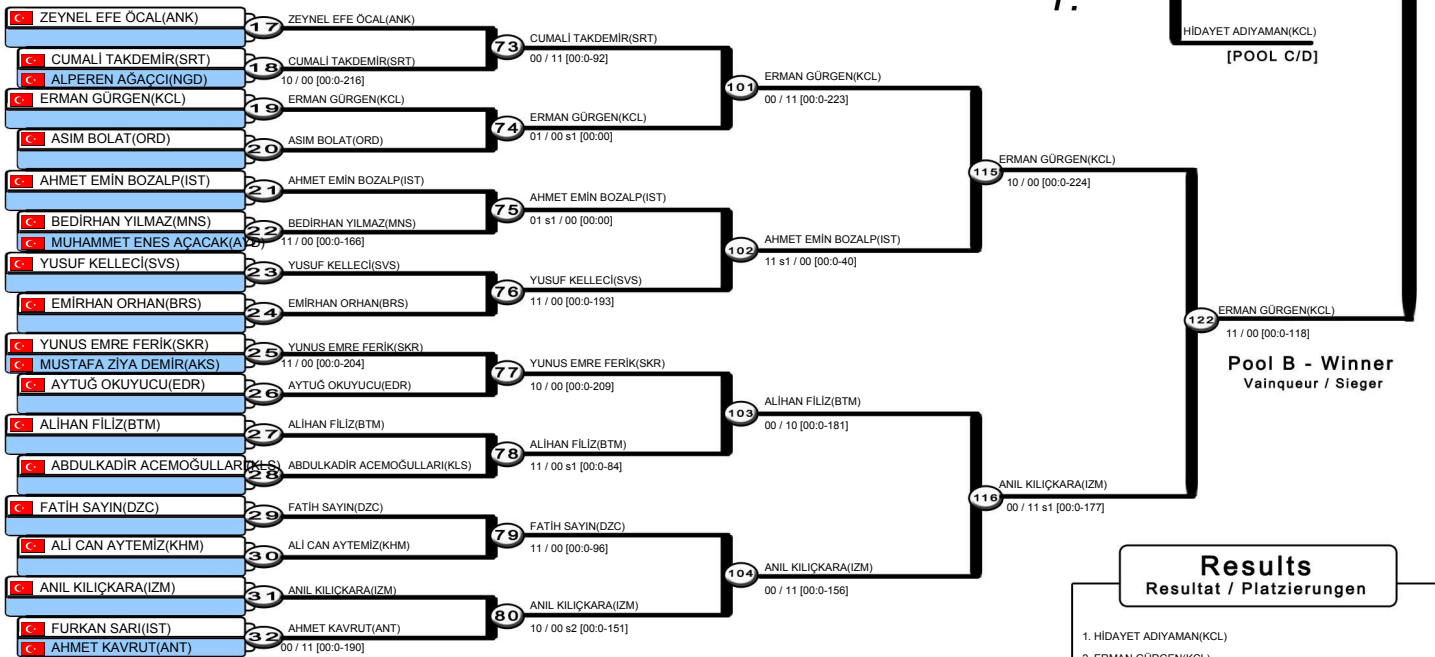 1.
HİDAYET ADIYAMAN(KCL)
[POOL C/D]
ZEYNEL EFE ÖCAL(ANK)
CUMALİ TAKDEMİR(SRT)
ALPEREN AĞAÇCI(NGD)
ERMAN GÜRGEN(KCL)
ASIM BOLAT(ORD)
AHMET EMİN BOZALP(IST)
BEDİRHAN YILMAZ(MNS)
MUHAMMET ENES AÇACAK(AYD)
YUSUF KELLECİ(SVS)
EMİRHAN ORHAN(BRS)
YUNUS EMRE FERİK(SKR)
MUSTAFA ZİYA DEMİR(AKS)
AYTUĞ OKUYUCU(EDR)
ALİHAN FİLİZ(BTM)
ABDULKADİR ACEMOĞULLARI(KLS)
FATİH SAYIN(DZC)
ALİ CAN AYTEMİZ(KHM)
ANIL KILIÇKARA(IZM)
FURKAN SARI(IST)
AHMET KAVRUT(ANT)
17
ZEYNEL EFE ÖCAL(ANK)
18
CUMALİ TAKDEMİR(SRT)
10 / 00 [00:0-216]
19
ERMAN GÜRGEN(KCL)
20
ASIM BOLAT(ORD)
21
AHMET EMİN BOZALP(IST)
22
BEDİRHAN YILMAZ(MNS)
11 / 00 [00:0-166]
23
YUSUF KELLECİ(SVS)
24
EMİRHAN ORHAN(BRS)
25
YUNUS EMRE FERİK(SKR)
11 / 00 [00:0-204]
26
AYTUĞ OKUYUCU(EDR)
27
ALİHAN FİLİZ(BTM)
28
ABDULKADİR ACEMOĞULLARI(KLS)
29
FATİH SAYIN(DZC)
30
ALİ CAN AYTEMİZ(KHM)
31
ANIL KILIÇKARA(IZM)
32
AHMET KAVRUT(ANT)
00 / 11 [00:0-190]
73
CUMALİ TAKDEMİR(SRT)
00 / 11 [00:0-92]
74
ERMAN GÜRGEN(KCL)
01 / 00 s1 [00:00]
75
AHMET EMİN BOZALP(IST)
01 s1 / 00 [00:00]
76
YUSUF KELLECİ(SVS)
11 / 00 [00:0-193]
77
YUNUS EMRE FERİK(SKR)
10 / 00 [00:0-209]
78
ALİHAN FİLİZ(BTM)
11 / 00 s1 [00:0-84]
79
FATİH SAYIN(DZC)
11 / 00 [00:0-96]
80
ANIL KILIÇKARA(IZM)
10 / 00 s2 [00:0-151]
101
ERMAN GÜRGEN(KCL)
00 / 11 [00:0-223]
102
AHMET EMİN BOZALP(IST)
11 s1 / 00 [00:0-40]
103
ALİHAN FİLİZ(BTM)
00 / 10 [00:0-181]
104
ANIL KILIÇKARA(IZM)
00 / 11 [00:0-156]
115
ERMAN GÜRGEN(KCL)
10 / 00 [00:0-224]
116
ANIL KILIÇKARA(IZM)
00 / 11 s1 [00:0-177]
122
ERMAN GÜRGEN(KCL)
11 / 00 [00:0-118]
Pool B - Winner
Vainqueur / Sieger
Results
Resultat / Platzierungen
1. HİDAYET ADIYAMAN(KCL)
2. ERMAN GÜRGEN(KCL)